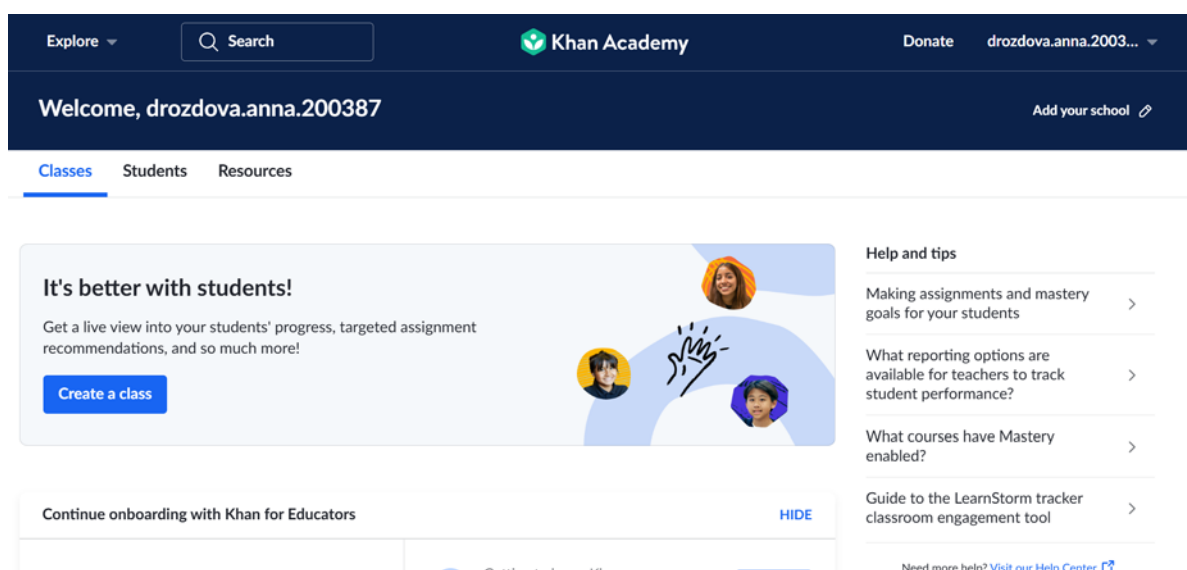 Explore
Search
Khan Academy
Donate
drozdova.anna.2003...
Welcome, drozdova.anna.200387
Add your school
Classes
Students
Resources
It's better with students!
Get a live view into your students' progress, targeted assignment
recommendations, and so much more!
Create a class
Continue onboarding with Khan for Educators
HIDE
Help and tips
Making assignments and mastery
goals for your students
What reporting options are
available for teachers to track
student performance?
What courses have Mastery
enabled?
Guide to the LearnStorm tracker
classroom engagement tool
Need more help? Visit our Help Center